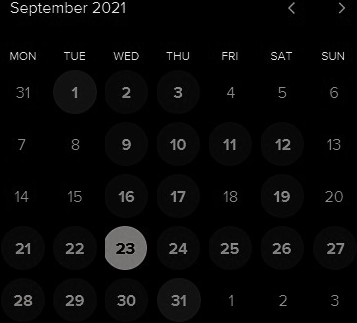 September 2021
MON TUE WED THU FRI SAT SUN
31 1 2 3 4 5 6
7 8 9 10 11 12 13
14 15 16 17 18 19 20
21 22 23 24 25 26 27
28 29 30 31 1 2 3